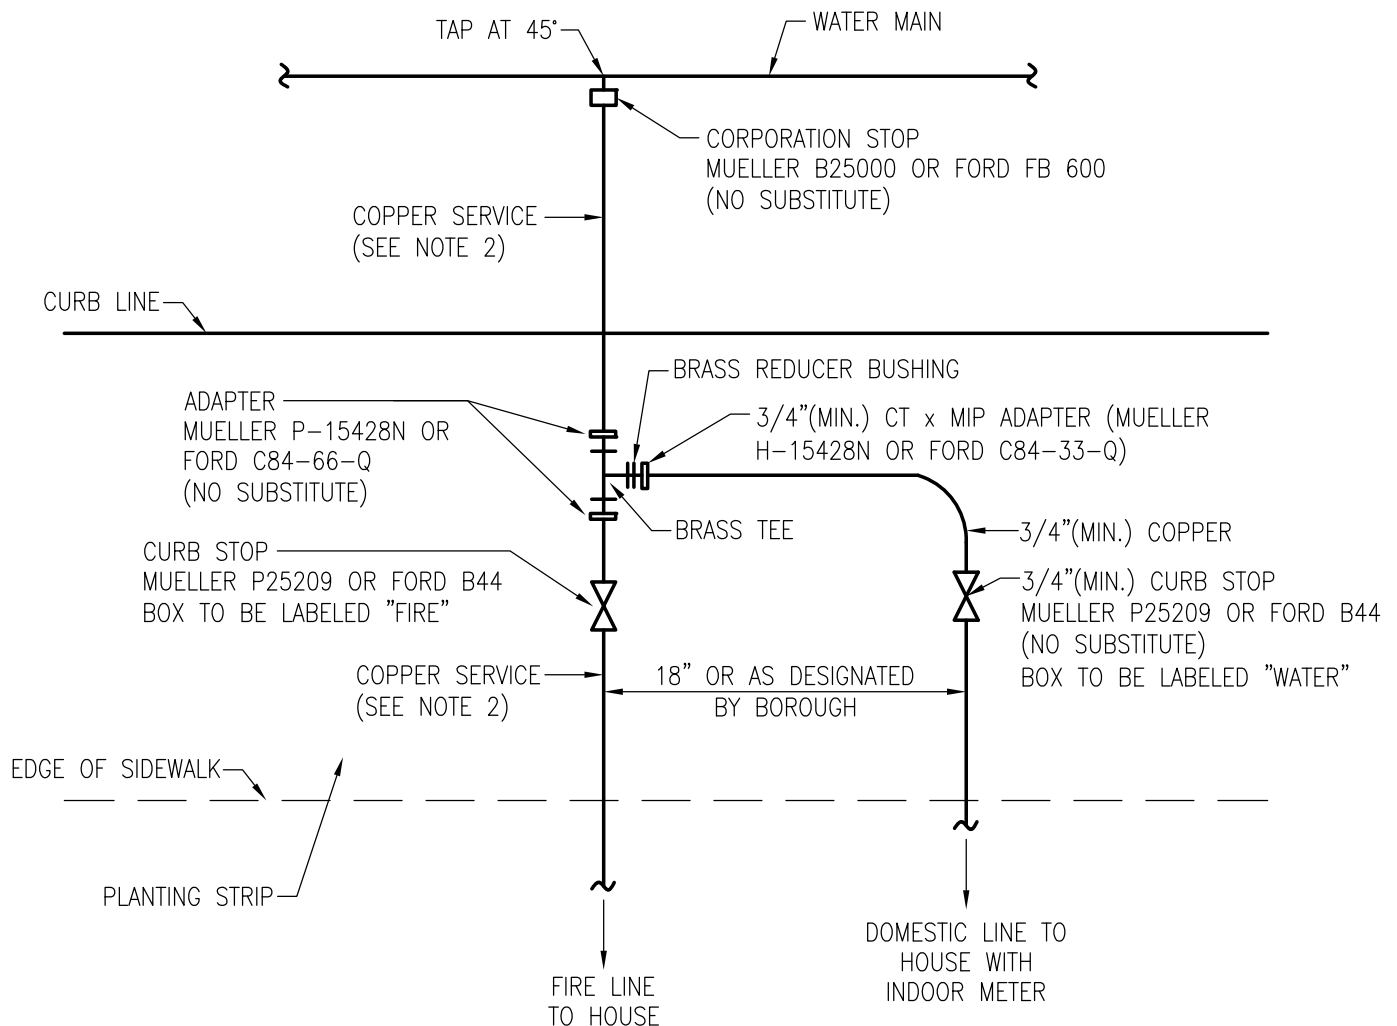 TAP AT 45°
WATER MAIN
CORPORATION STOP
MUELLER B25000 OR FORD FB 600
(NO SUBSTITUTE)
COPPER SERVICE
(SEE NOTE 2)
CURB LINE
BRASS REDUCER BUSHING
ADAPTER
MUELLER P-15428N OR
FORD C84-66-Q
(NO SUBSTITUTE)
3/4"(MIN.) CT x MIP ADAPTER (MUELLER
H-15428N OR FORD C84-33-Q)
BRASS TEE
3/4"(MIN.) COPPER
CURB STOP
MUELLER P25209 OR FORD B44
BOX TO BE LABELED "FIRE"
3/4"(MIN.) CURB STOP
MUELLER P25209 OR FORD B44
(NO SUBSTITUTE)
BOX TO BE LABELED "WATER"
COPPER SERVICE
(SEE NOTE 2)
18" OR AS DESIGNATED
BY BOROUGH
EDGE OF SIDEWALK
PLANTING STRIP
DOMESTIC LINE TO
HOUSE WITH
INDOOR METER
FIRE LINE
TO HOUSE